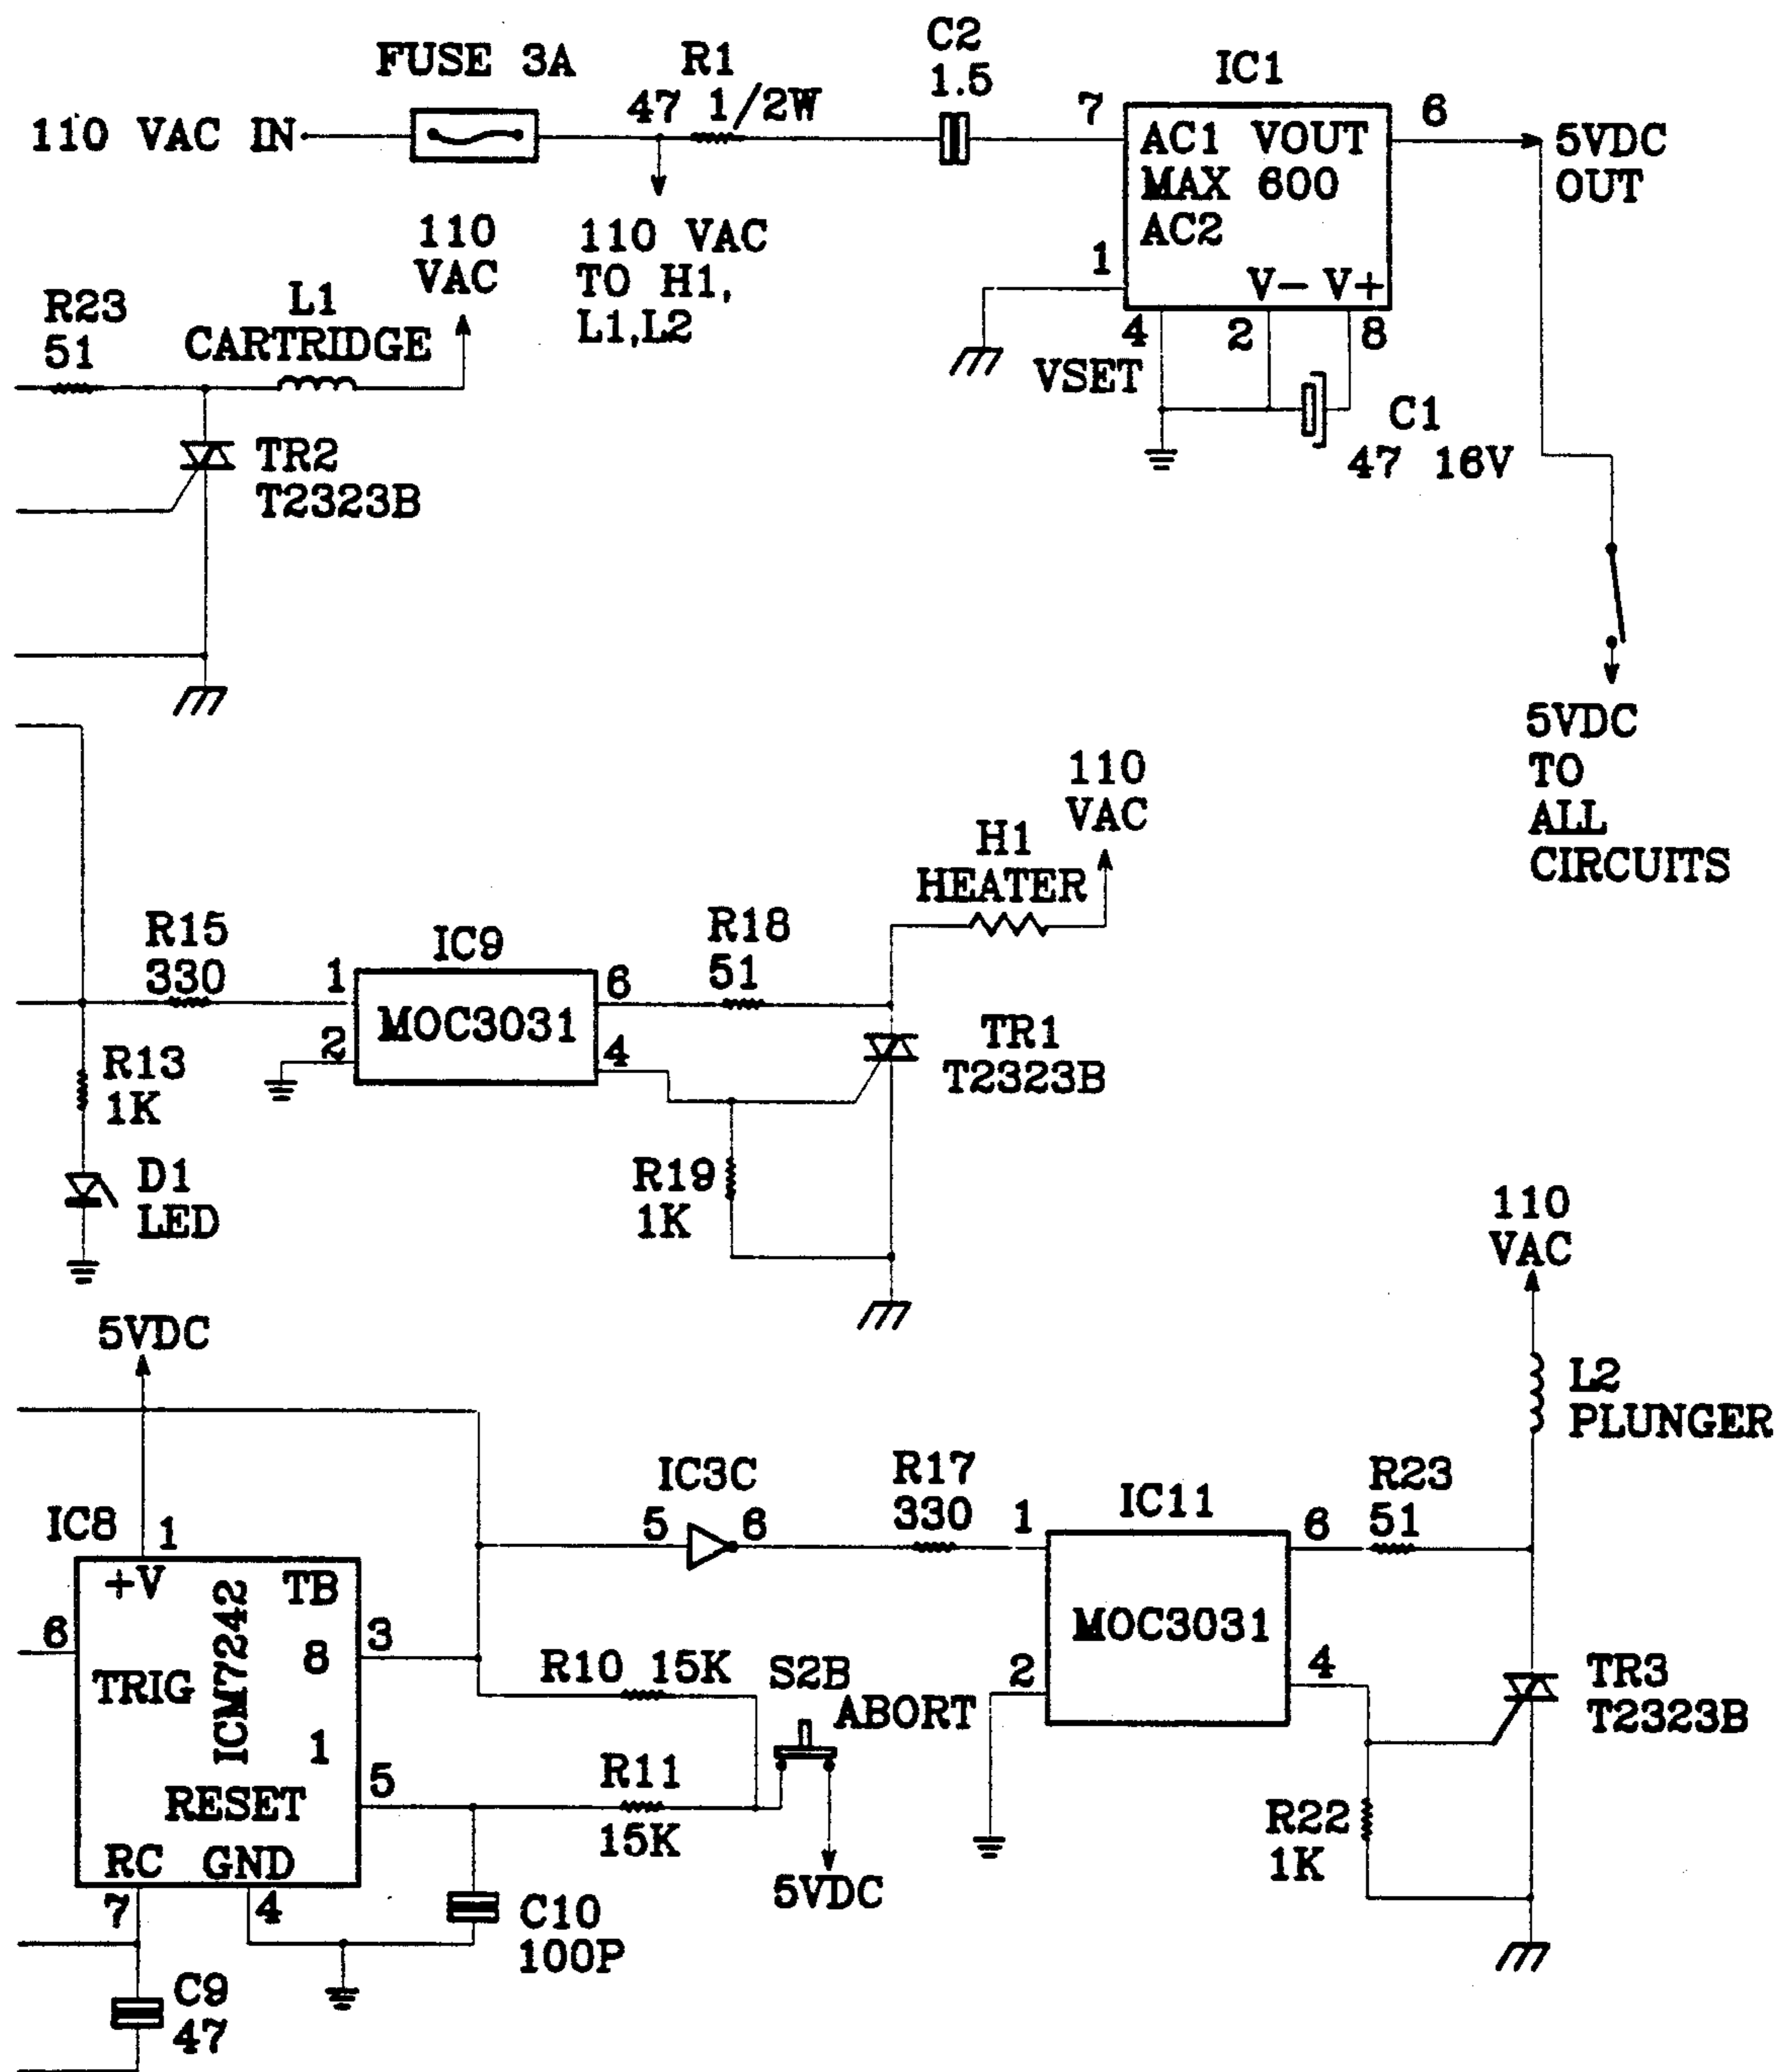 FUSE 3A
110 VAC IN
R1
47 1/2W
C2
1.5
IC1
7
AC1 VOUT
MAX 600
AC2
V- V+
6
5VDC
OUT
1
4
2
8
VSET
C1
47 16V
110 VAC
TO H1,
L1,L2
110
VAC
R23
51
L1
CARTRIDGE
TR2
T2323B
5VDC
TO
ALL
CIRCUITS
110
VAC
H1
HEATER
R15
330
IC9
1
MOC3031
2
6
4
R18
51
TR1
T2323B
R13
1K
D1
LED
R19
1K
5VDC
110
VAC
L2
PLUNGER
IC8
1
+V
TB
ICM7242
6
TRIG
8
3
1
RESET
5
RC GND
7
4
IC3C
5
6
R17
330
IC11
1
MOC3031
2
6
4
R23
51
TR3
T2323B
R10 15K
S2B
ABORT
R11
15K
5VDC
R22
1K
C10
100P
C9
47